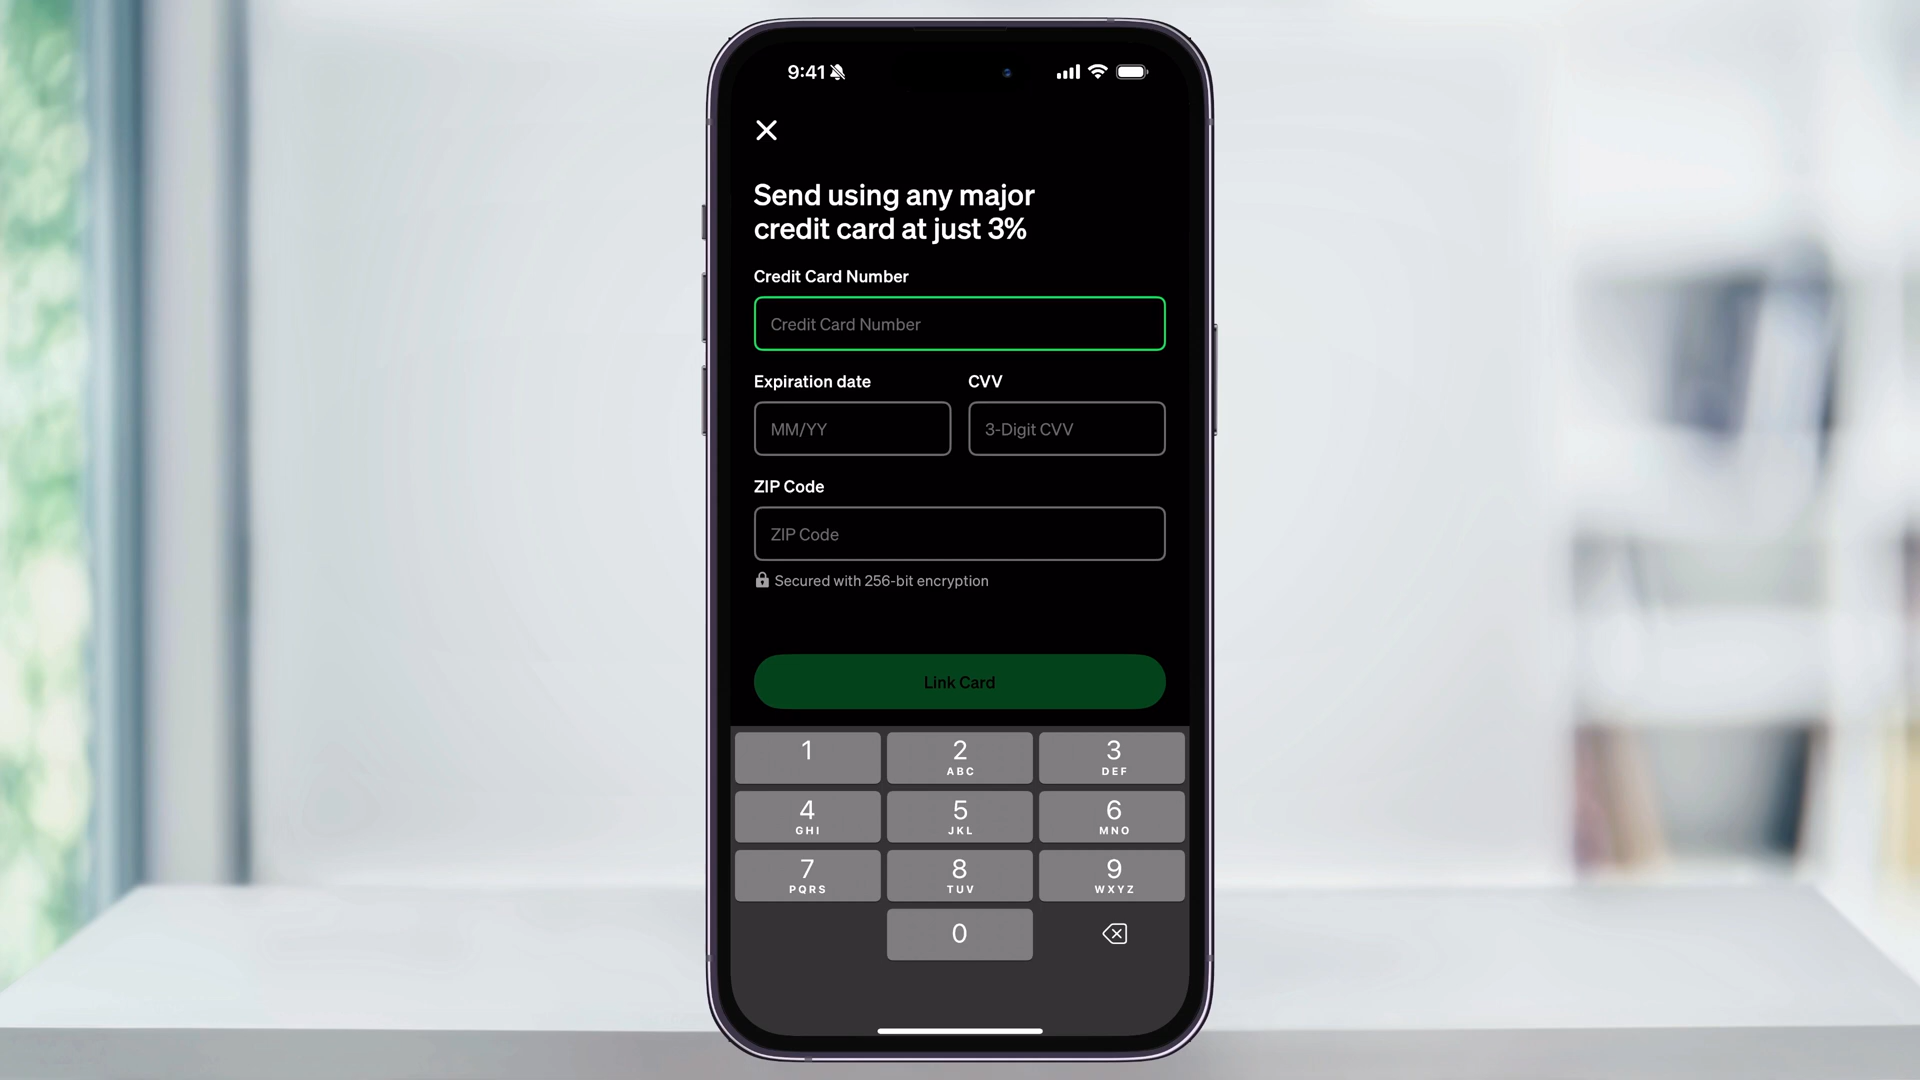 9:41
Send using any major
credit card at just 3%
Credit Card Number
Credit Card Number
Expiration date CVV
MM/YY 3-Digit CVV
ZIP Code
ZIP Code
Secured with 256-bit encryption
Link Card
1 2 3
ABC DEF
4 5 6
GHI JKL MNO
7 8 9
PQRS TUV WXYZ
0